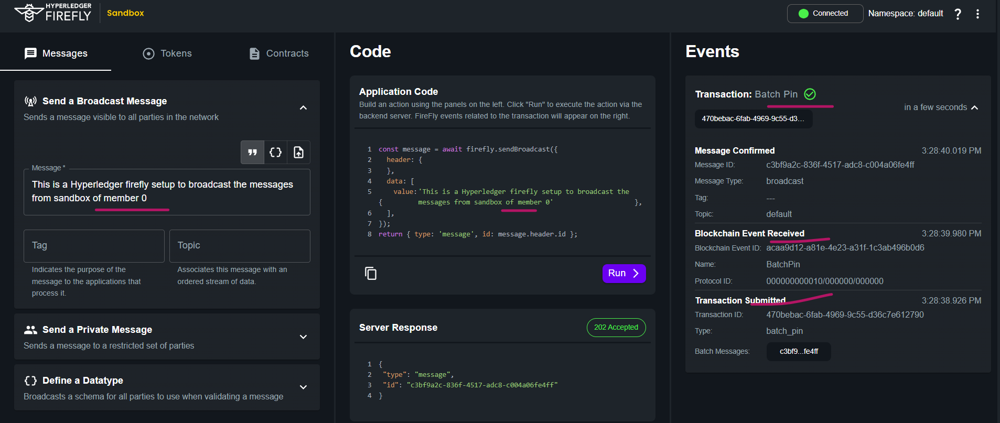 HYPERLEDGER
FIREFLY
Sandbox
Connected
Namespace: default
?
Messages
Tokens
Contracts
Send a Broadcast Message
Sends a message visible to all parties in the network
Message *
This is a Hyperledger firefly setup to broadcast the messages
from sandbox of member 0
Tag
Topic
Indicates the purpose of the
message to the applications that
process it.
Associates this message with an
ordered stream of data.
Send a Private Message
Sends a message to a restricted set of parties
Define a Datatype
Broadcasts a schema for all parties to use when validating a message
Code
Application Code
Build an action using the panels on the left. Click "Run" to execute the action via the
backend server. FireFly events related to the transaction will appear on the right.
1 const message = await firefly.sendBroadcast({
2 header: {
3 },
4 data: [
5 value: 'This is a Hyperledger firefly setup to broadcast the
{ messages from sandbox of member 0' },
6 ],
7 });
8 return { type: 'message', id: message.header.id };
Run
Server Response
202 Accepted
1 {
2 "type": "message",
3 "id": "c3bf9a2c-836f-4517-adc8-c004a06fe4ff"
4 }
Events
Transaction: Batch Pin
in a few seconds
470bebac-6fab-4969-9c55-d3...
Message Confirmed 3:28:40.019 PM
Message ID: c3bf9a2c-836f-4517-adc8-c004a06fe4ff
Message Type: broadcast
Tag: ---
Topic: default
Blockchain Event Received 3:28:39.980 PM
Blockchain Event ID: acaa9d12-a81e-4e23-a31f-1c3ab496b0d6
Name: BatchPin
Protocol ID: 000000000010/000000/000000
Transaction Submitted 3:28:38.926 PM
Transaction ID: 470bebac-6fab-4969-9c55-d36c7e612790
Type: batch_pin
Batch Messages: c3bf9...fe4ff